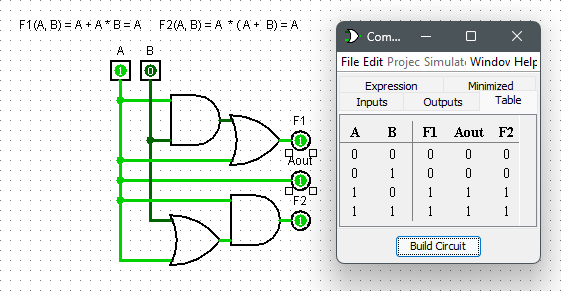 F1(A, B) = A + A * B = A F2(A, B) = A * (A + B) = A
A B
1 0
F1
1
Aout
1
F2
1
Com...
File Edit Projec Simulat Windov Help
Expression Minimized
Inputs Outputs Table
A B F1 Aout F2
0 0 0 0 0
0 1 0 0 0
1 0 1 1 1
1 1 1 1 1
Build Circuit